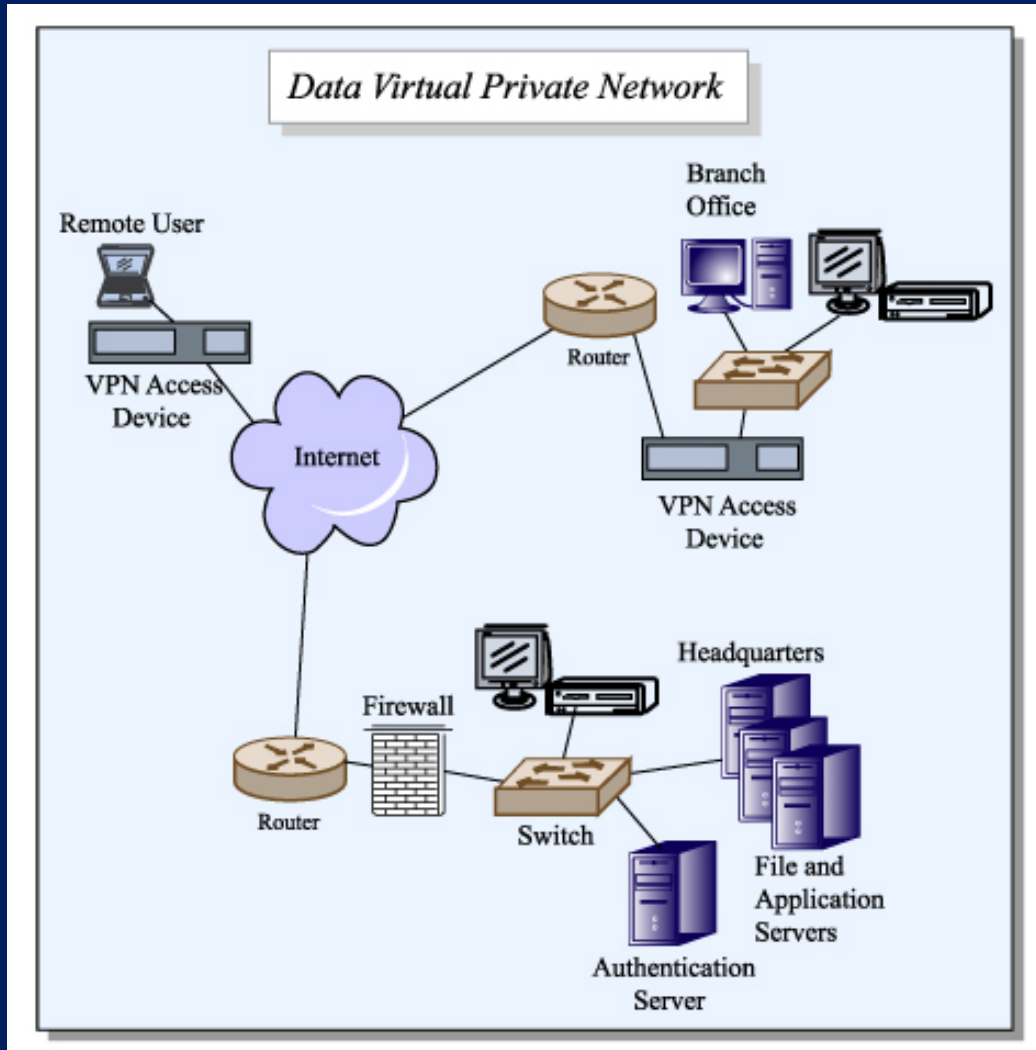 Data Virtual Private Network
Branch
Office
Remote User
Router
VPN Access
Device
Internet
VPN Access
Device
Headquarters
Firewall
Router
Switch
File and
Application
Servers
Authentication
Server